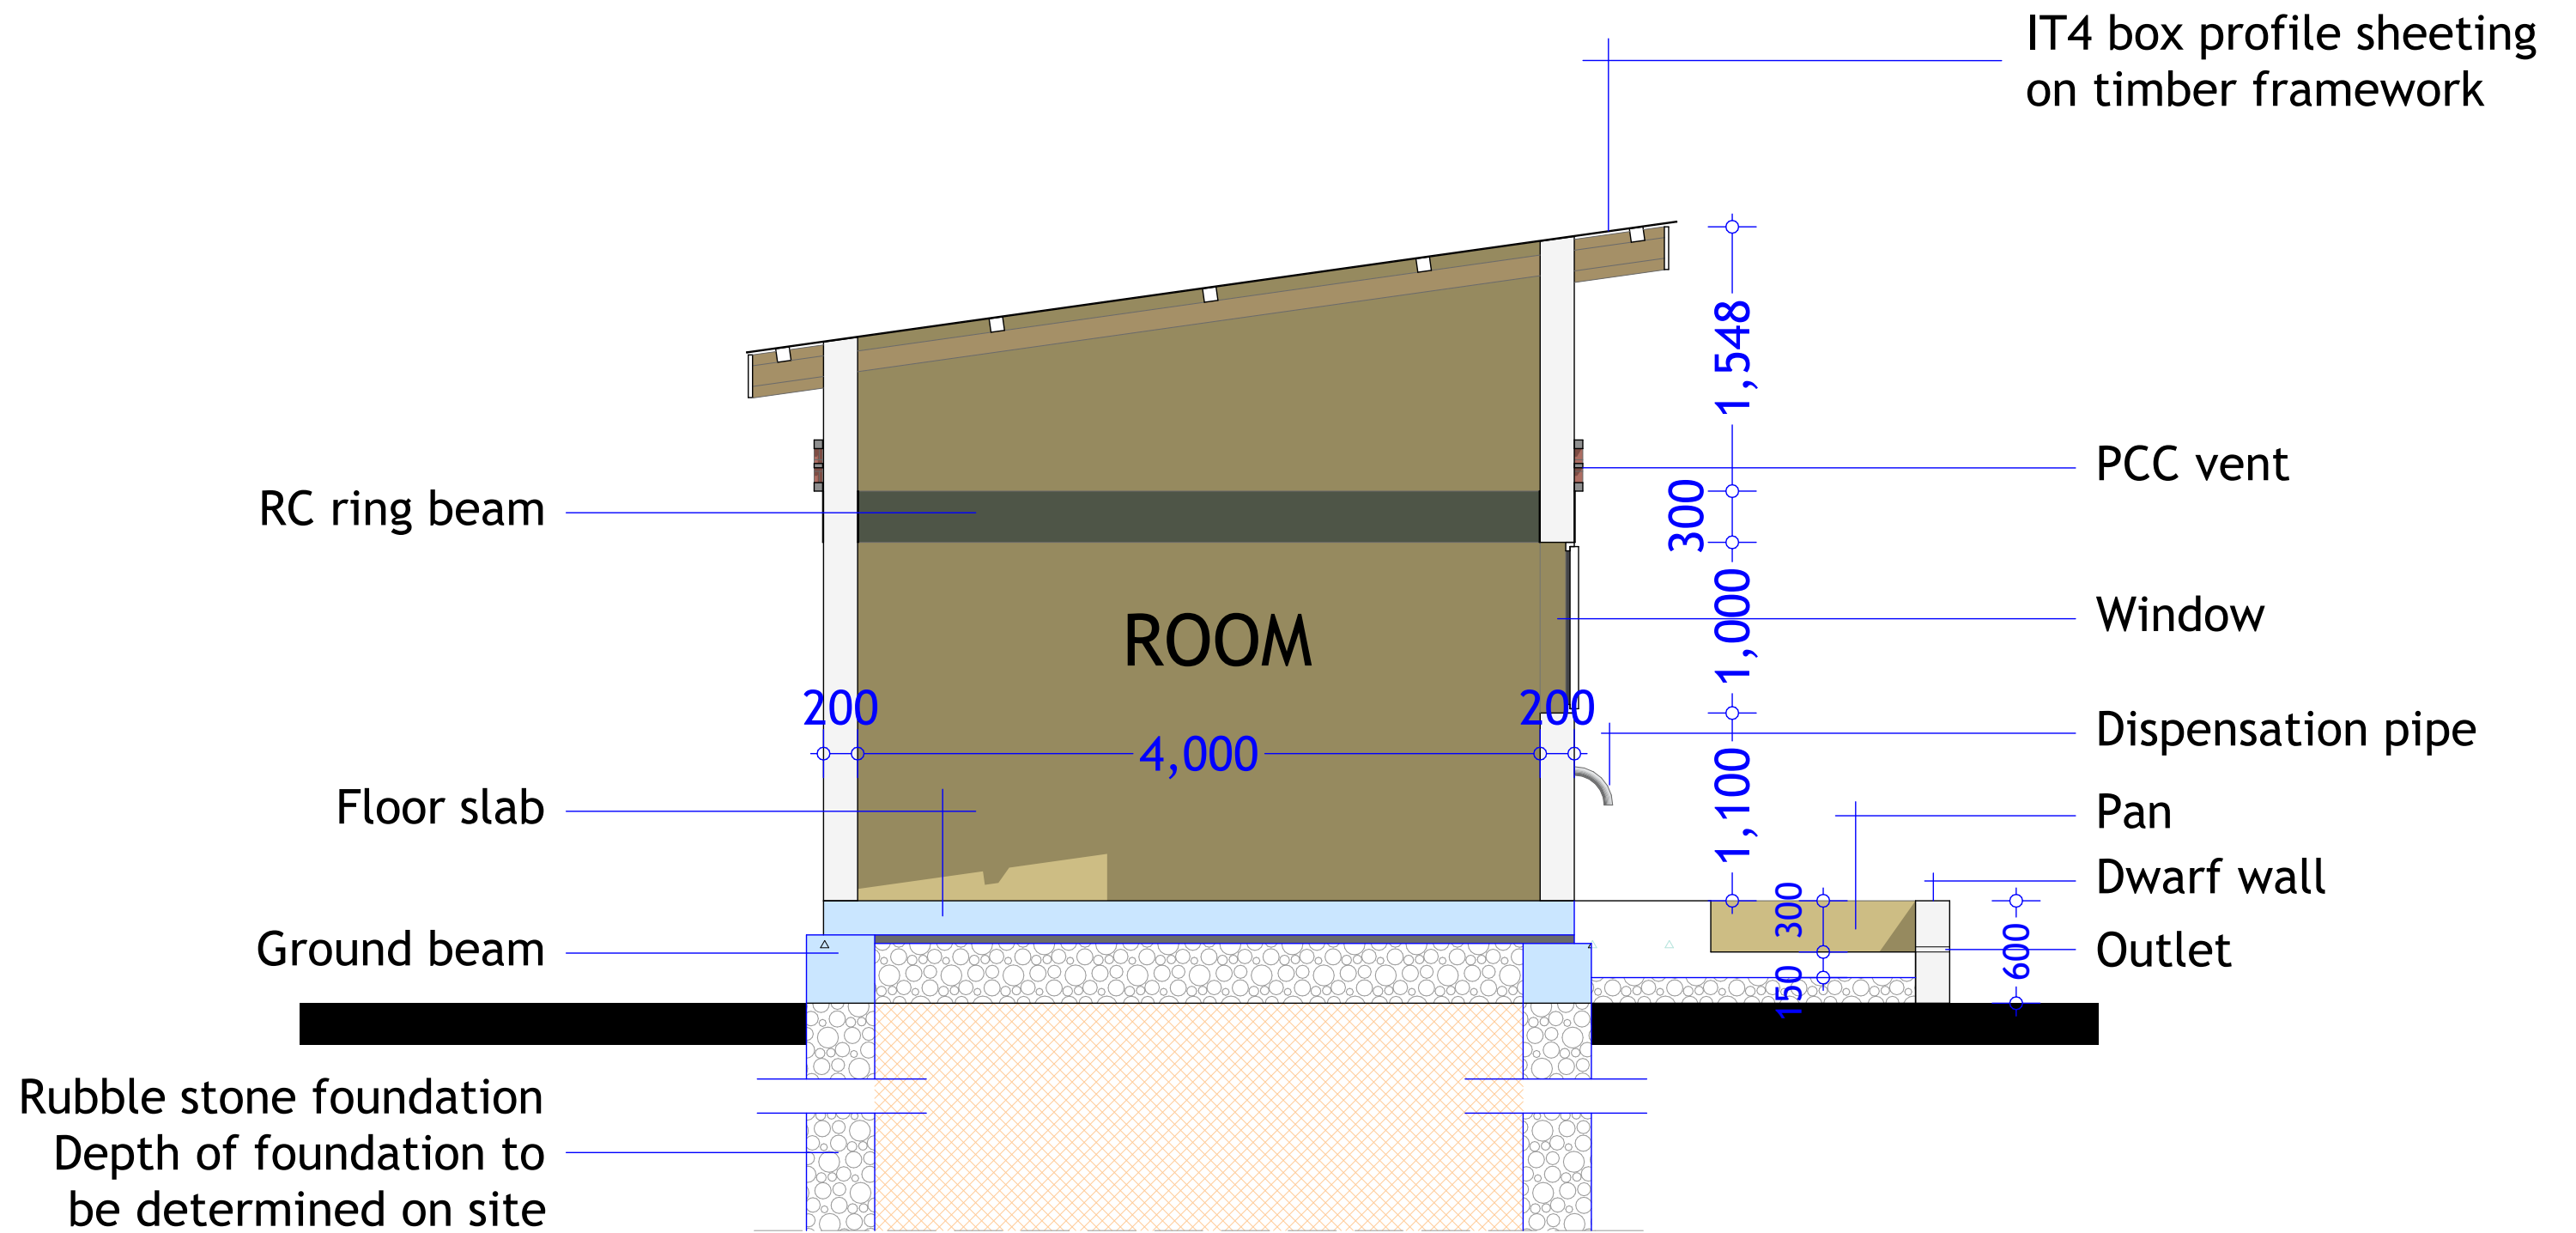 IT4 box profile sheeting
on timber framework
1,548
PCC vent
300
RC ring beam
1,000
Window
ROOM
200
200
4,000
Dispensation pipe
1,100
Floor slab
Pan
Dwarf wall
300
Ground beam
600
Outlet
150
Rubble stone foundation
Depth of foundation to
be determined on site